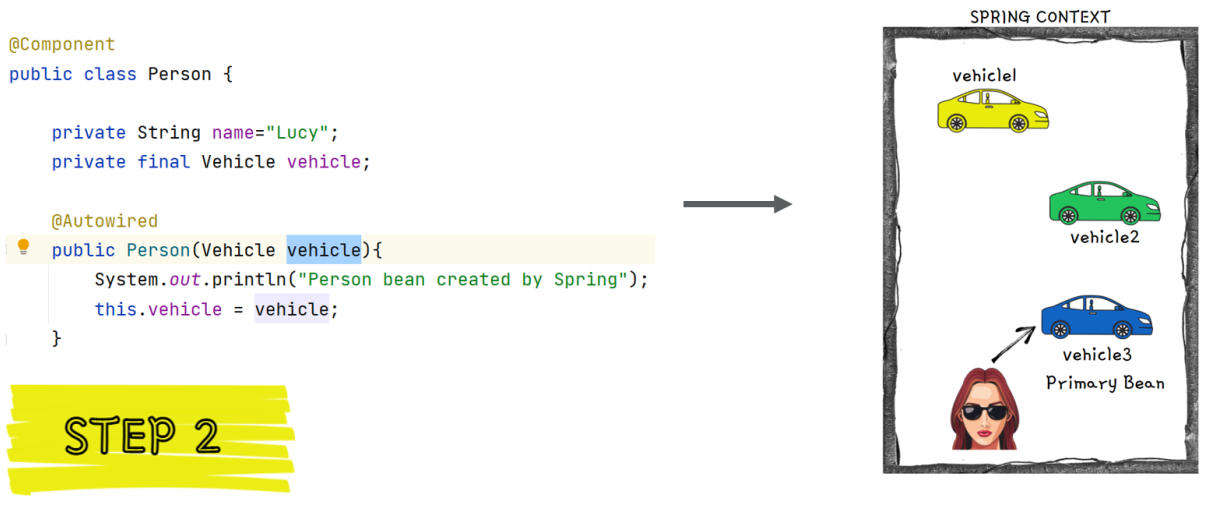 @Component
public class Person {
private String name="Lucy";
private final Vehicle vehicle;
@Autowired
public Person(Vehicle vehicle){
System.out.println("Person bean created by Spring");
this.vehicle = vehicle;
}
STEP 2
SPRING CONTEXT
vehicle1
vehicle2
vehicle3
Primary Bean